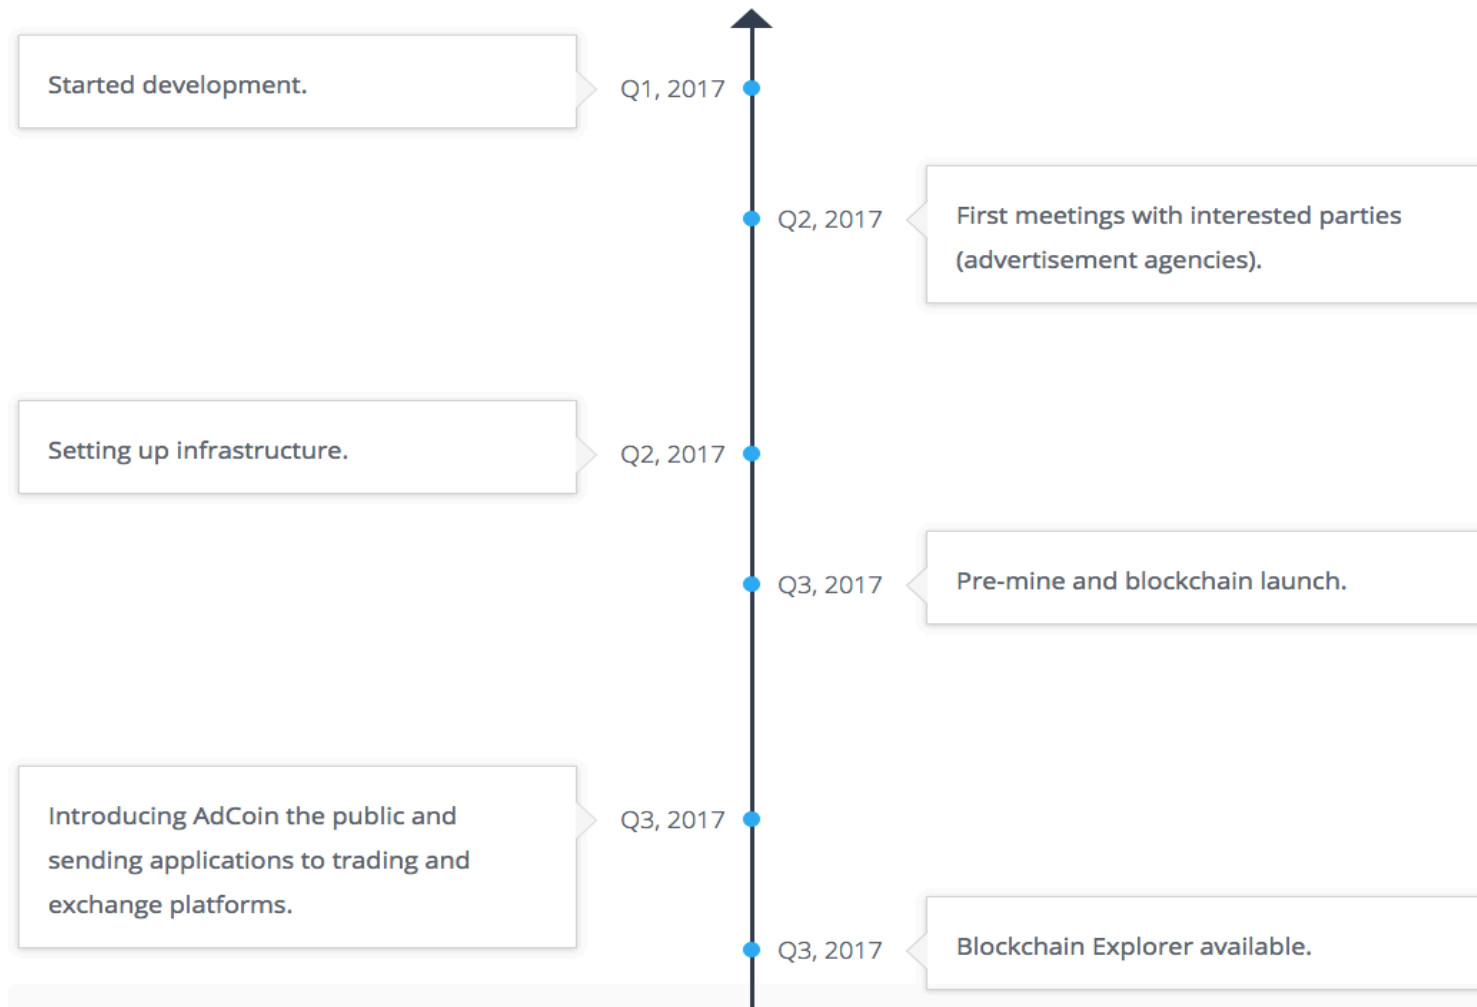 Started development.
Q1, 2017
Q2, 2017
First meetings with interested parties
(advertisement agencies).
Setting up infrastructure.
Q2, 2017
Q3, 2017
Pre-mine and blockchain launch.
Introducing AdCoin the public and
sending applications to trading and
exchange platforms.
Q3, 2017
Q3, 2017
Blockchain Explorer available.